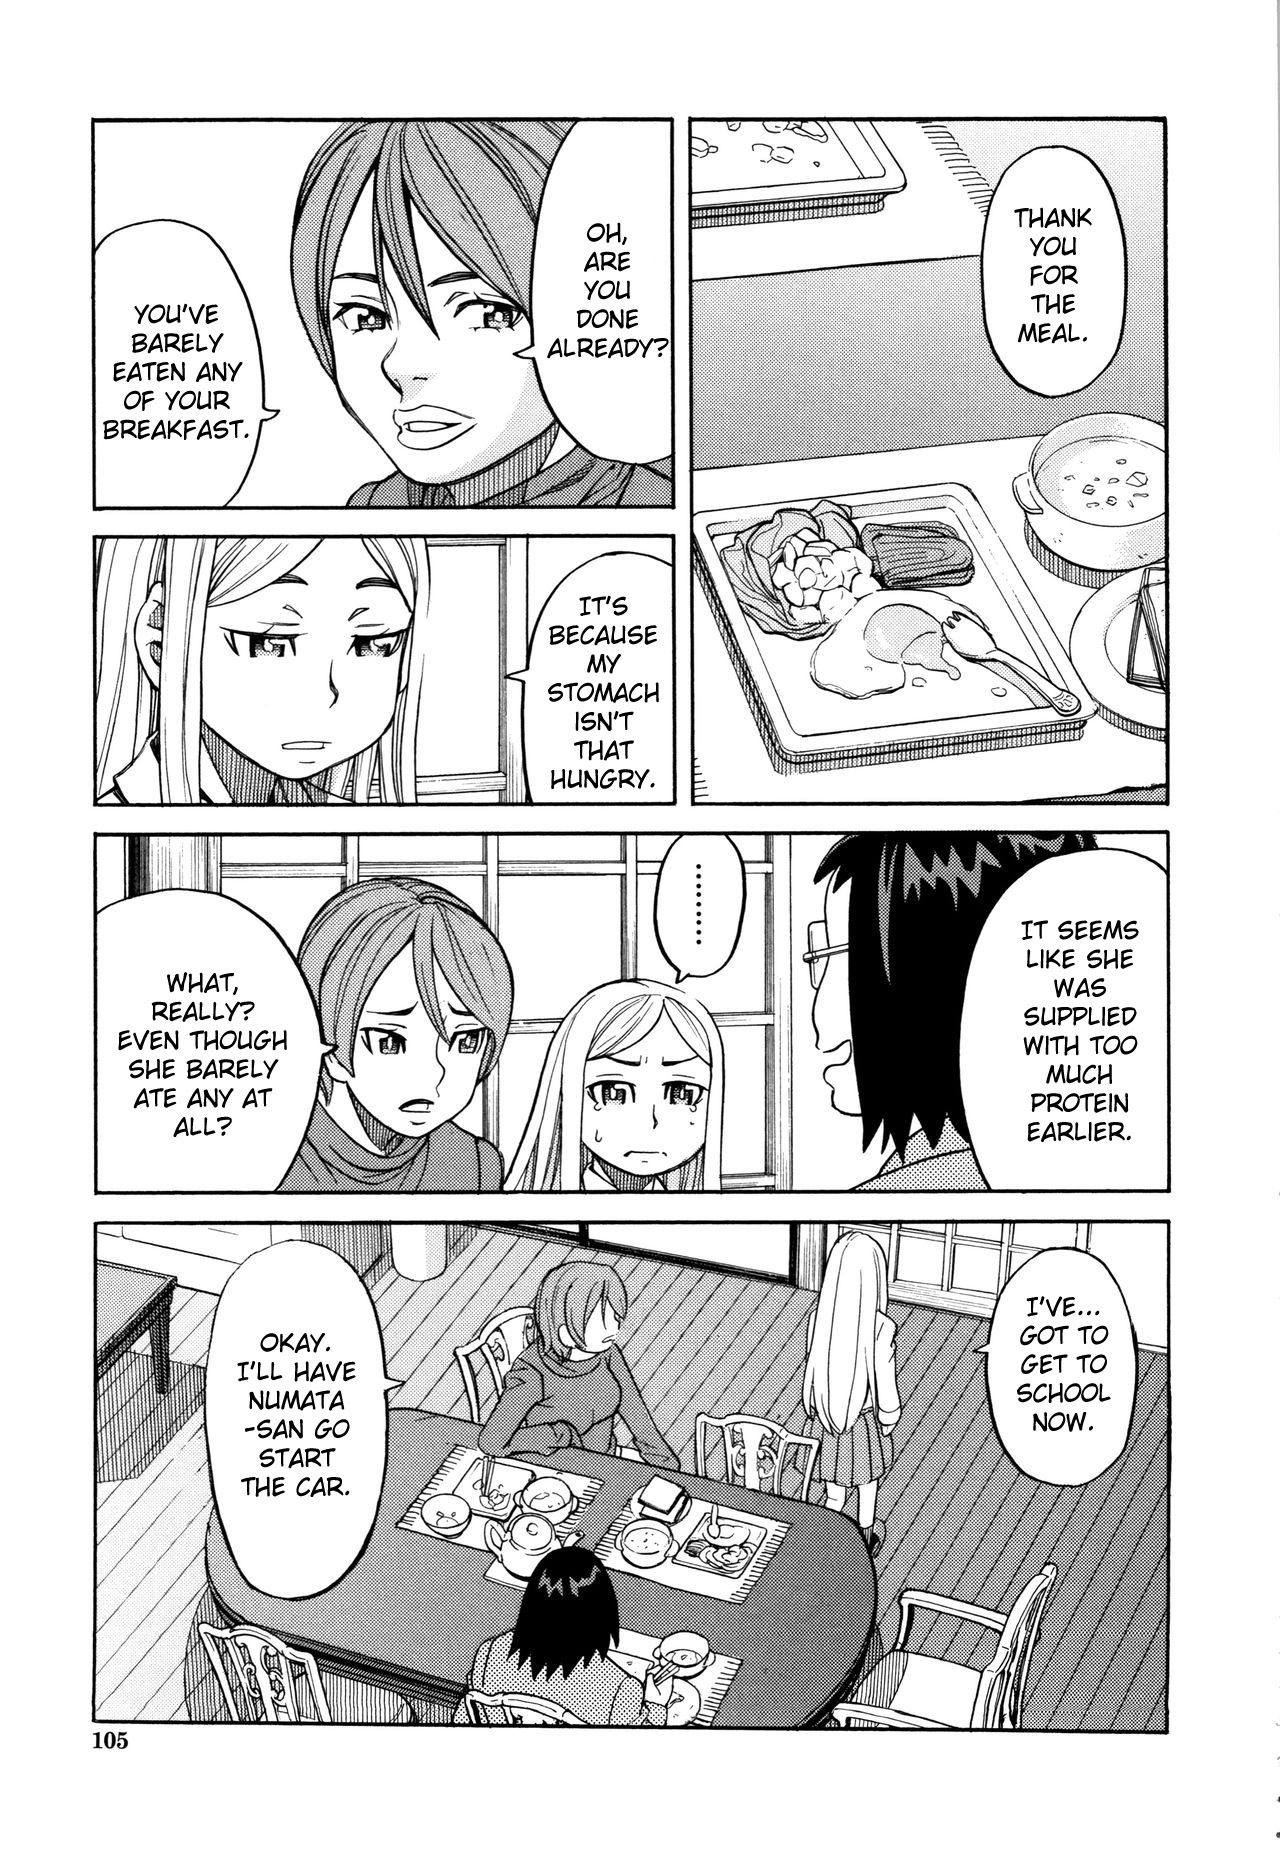 THANK
YOU
FOR
THE
MEAL.
OH,
ARE
YOU
DONE
ALREADY?
YOU'VE
BARELY
EATEN ANY
OF YOUR
BREAKFAST.
IT'S
BECAUSE
MY
STOMACH
ISN'T
THAT
HUNGRY.
IT SEEMS
LIKE SHE
WAS
SUPPLIED
WITH TOO
MUCH
PROTEIN
EARLIER.
........
WHAT,
REALLY?
EVEN THOUGH
SHE BARELY
ATE ANY AT
ALL?
I'VE...
GOT TO
GET TO
SCHOOL
NOW.
OKAY.
I'LL HAVE
NUMATA
-SAN GO
START
THE CAR.
105